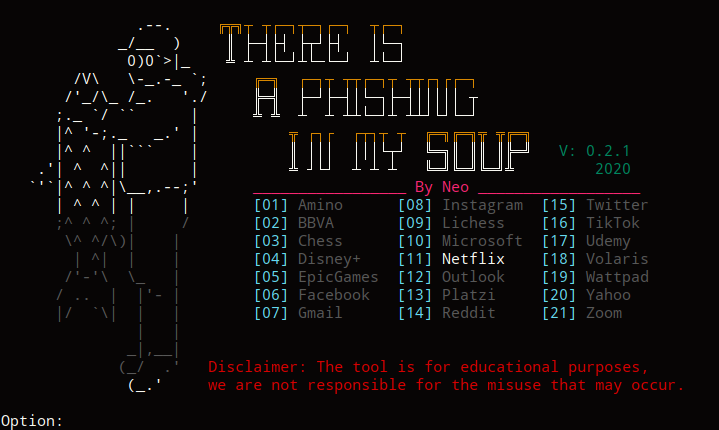 THERE IS
A PHISHING
IN MY SOUP
V: 0.2.1
2020
By Neo
[01] Amino [08] Instagram [15] Twitter
[02] BBVA [09] Lichess [16] TikTok
[03] Chess [10] Microsoft [17] Udemy
[04] Disney+ [11] Netflix [18] Volaris
[05] EpicGames [12] Outlook [19] Wattpad
[06] Facebook [13] Platzi [20] Yahoo
[07] Gmail [14] Reddit [21] Zoom
Disclaimer: The tool is for educational purposes,
we are not responsible for the misuse that may occur.
Option: